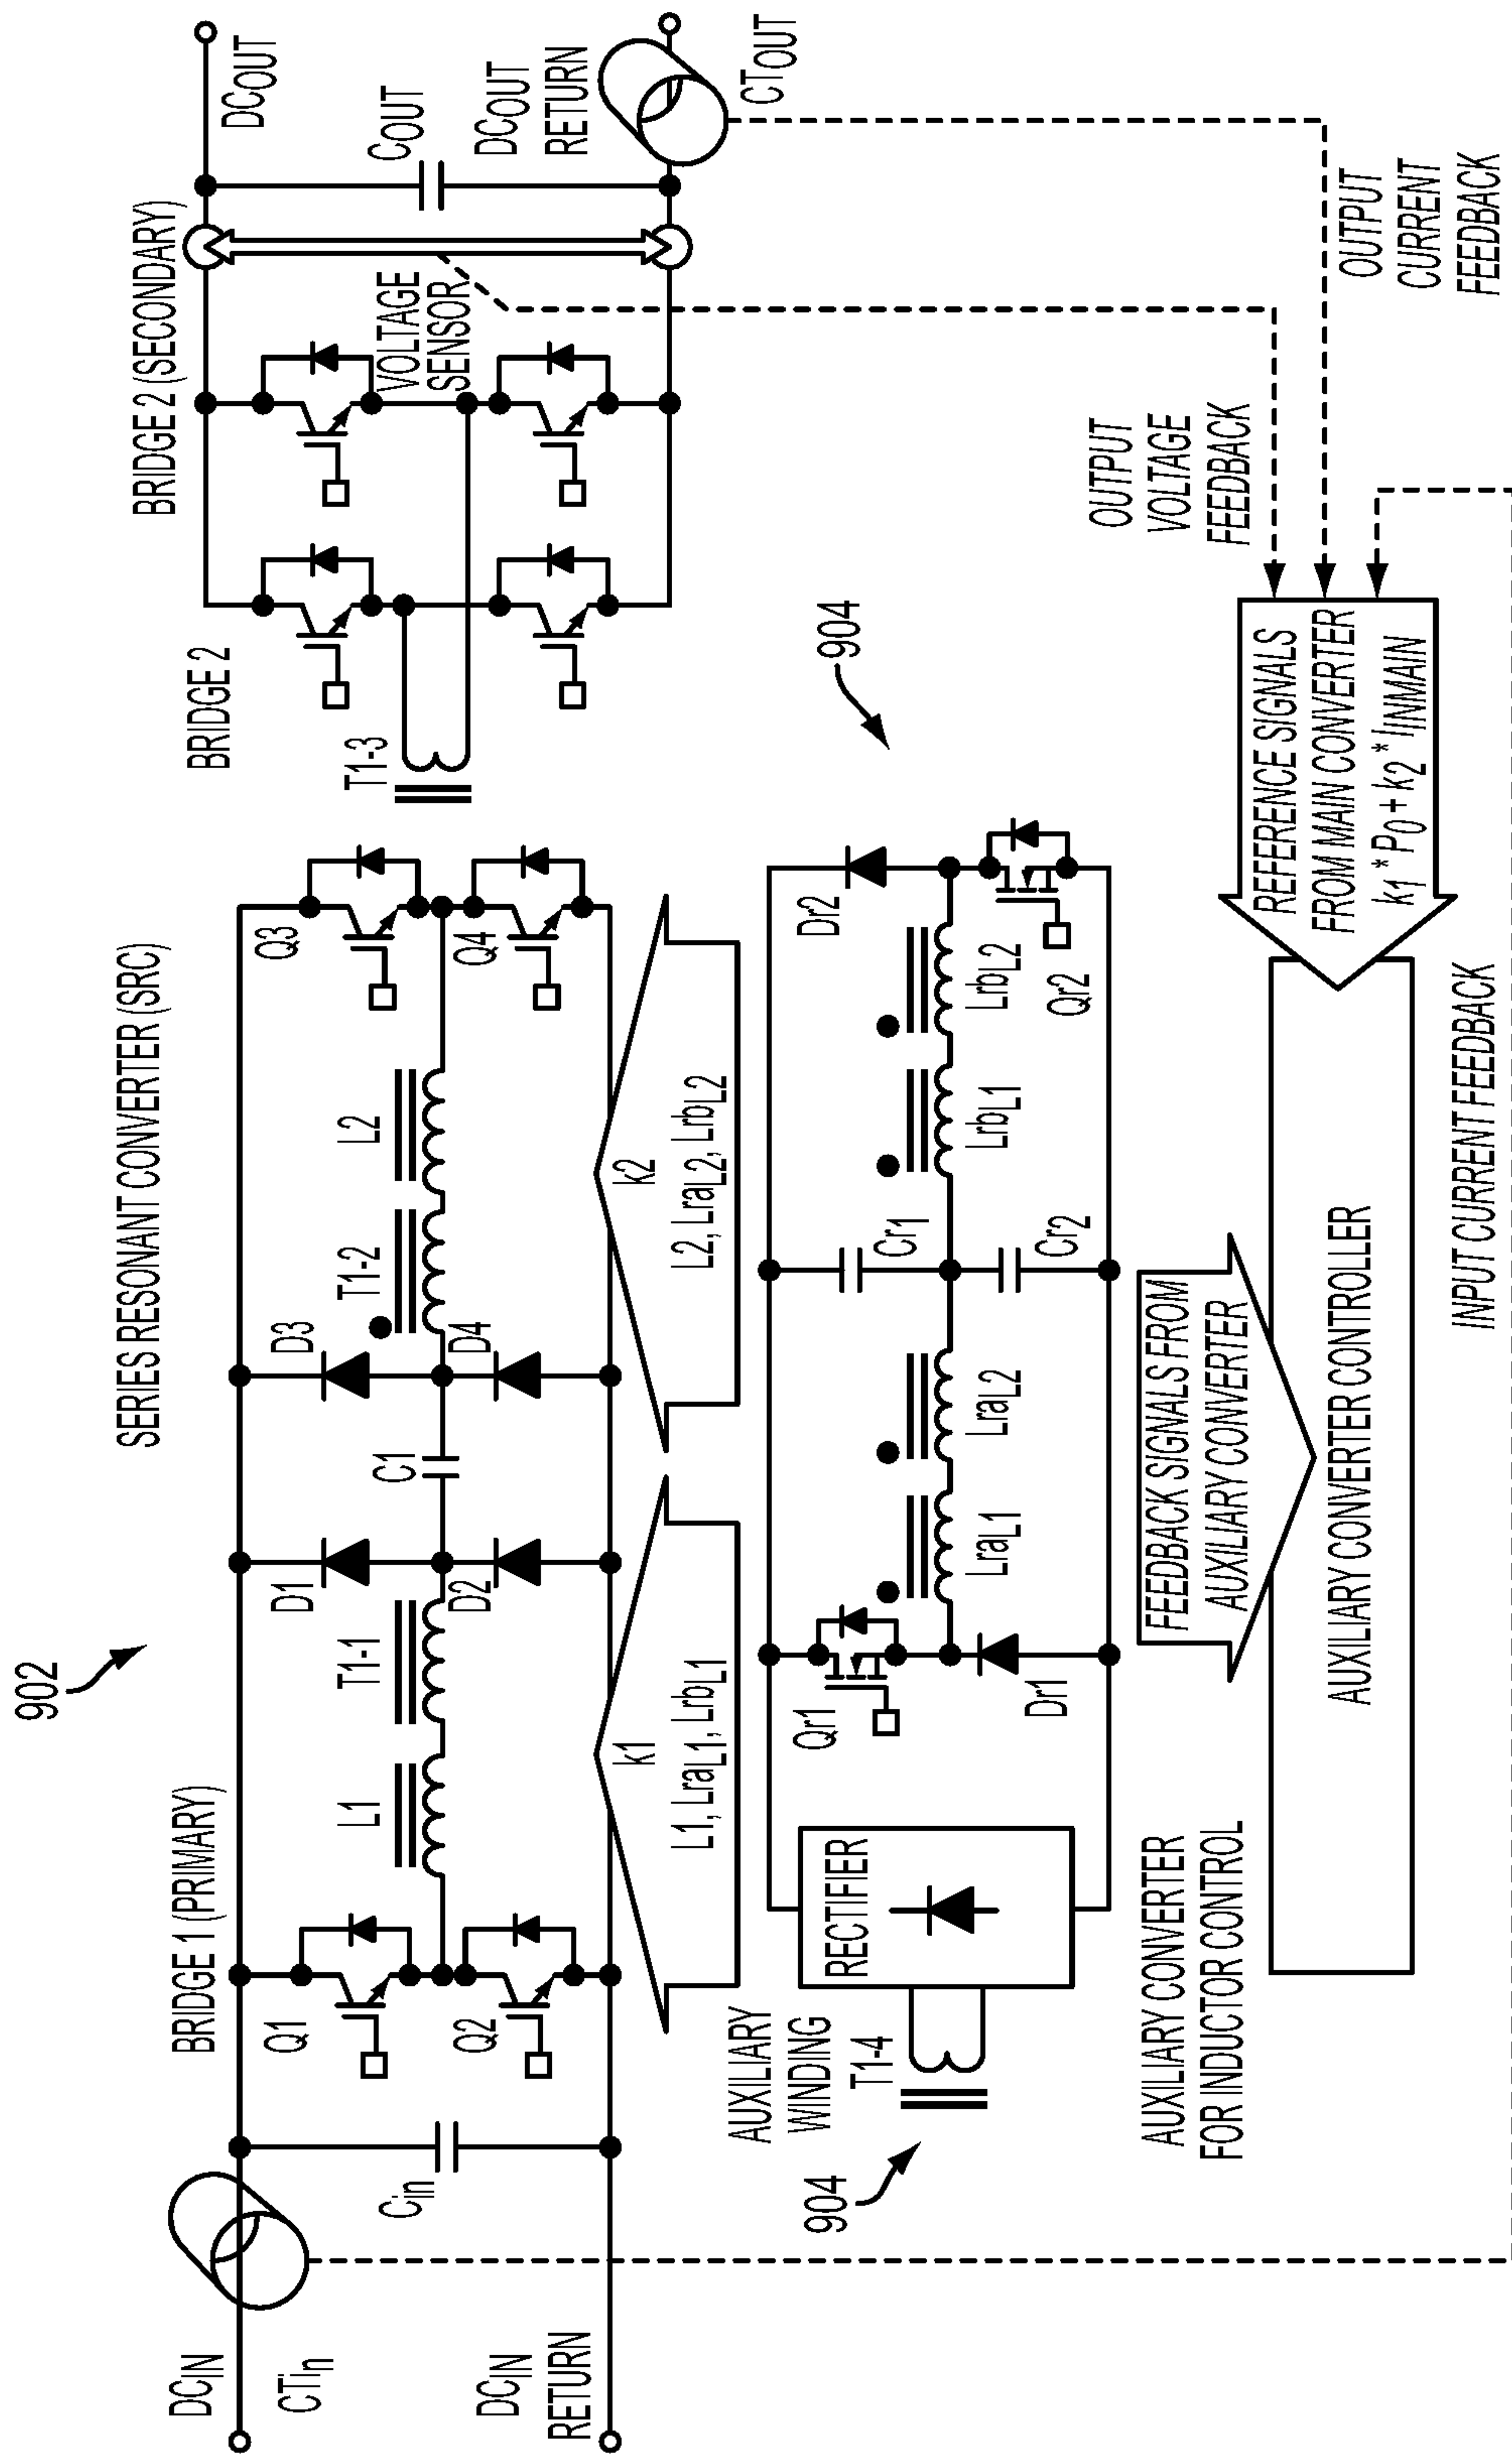 902
SERIES RESONANT CONVERTER (SRC)
BRIDGE 1 (PRIMARY)
BRIDGE 2 (SECONDARY)
BRIDGE 2
DCIN
CTin
DCIN
RETURN
Cin
Q1
Q2
L1
T1-1
D1
D2
C1
D3
D4
T1-2
L2
Q3
Q4
T1-3
VOLTAGE
SENSOR
COUT
DCOUT
DCOUT
RETURN
CTOUT
k1
L1, LraL1, LrbL1
k2
L2, LraL2, LrbL2
904
AUXILIARY
WINDING
T1-4
904
RECTIFIER
Qr1
Dr1
LraL1
LraL2
Cr1
Cr2
LrbL1
LrbL2
Dr2
Qr2
AUXILIARY CONVERTER
FOR INDUCTOR CONTROL
FEEDBACK SIGNALS FROM
AUXILIARY CONVERTER
AUXILIARY CONVERTER CONTROLLER
REFERENCE SIGNALS
FROM MAIN CONVERTER
k1 * PO + k2 * IINMAIN
OUTPUT
VOLTAGE
FEEDBACK
OUTPUT
CURRENT
FEEDBACK
INPUT CURRENT FEEDBACK